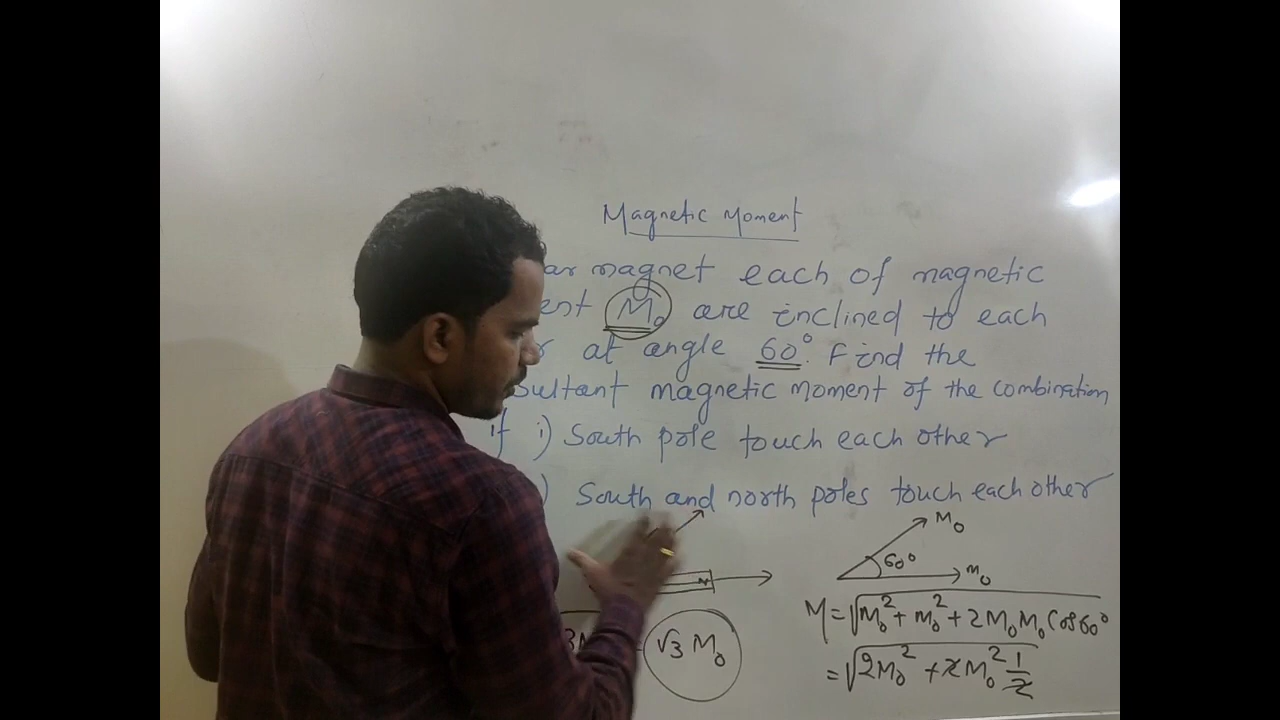 Magnetic Moment
ar magnet each of magnetic
ent M₀ are inclined to each
r at angle 60°. Find the
sultant magnetic moment of the combination
if i) South pole touch each other
) South and north poles touch each other
M₀
60°
m₀
N
M = √M₀² + m₀² + 2M₀M₀ Cos60°
3M √3 M₀
= √2M₀² + 2M₀² 1/2